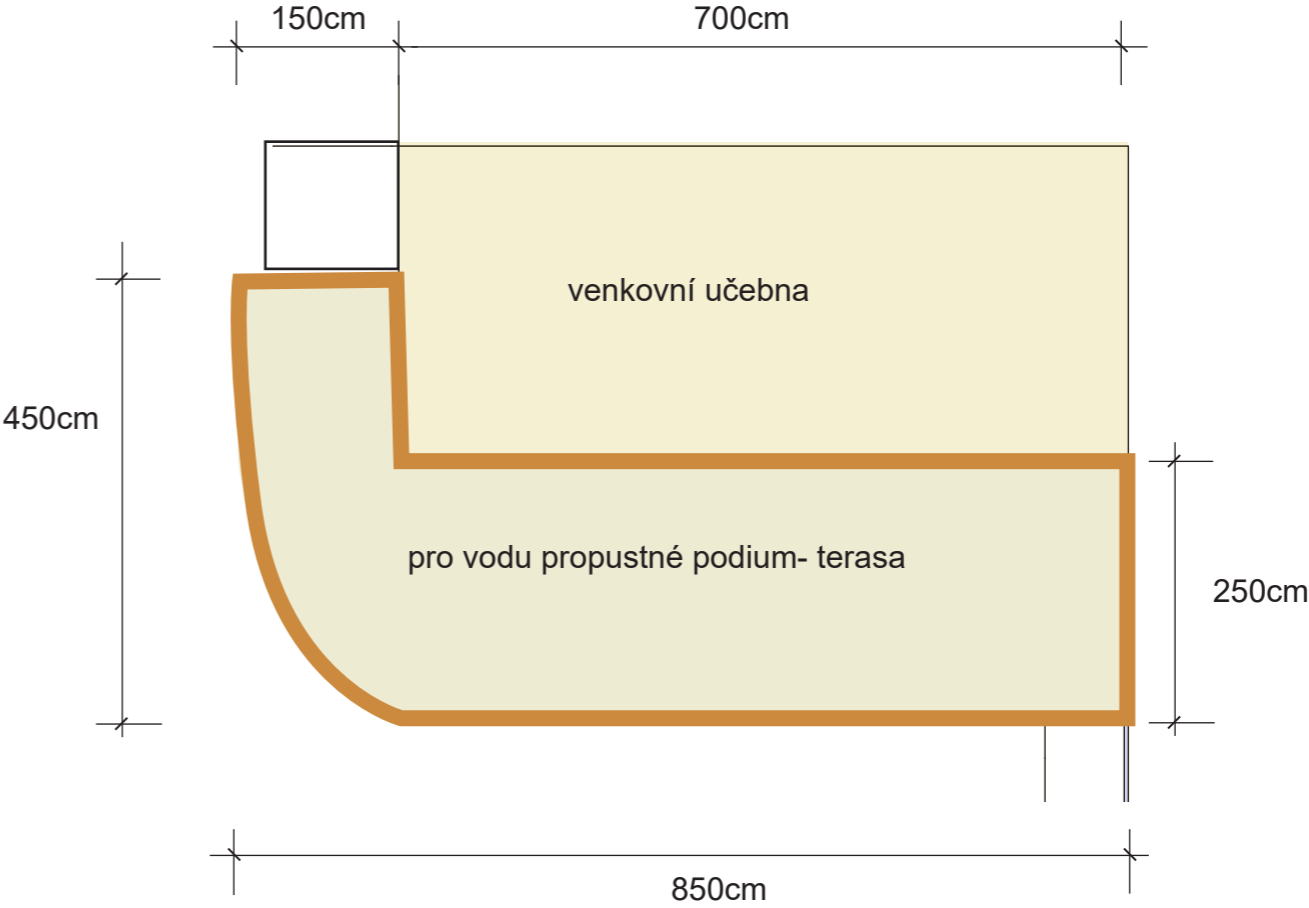 150cm
700cm
venkovní učebna
450cm
pro vodu propustné podium- terasa
250cm
850cm